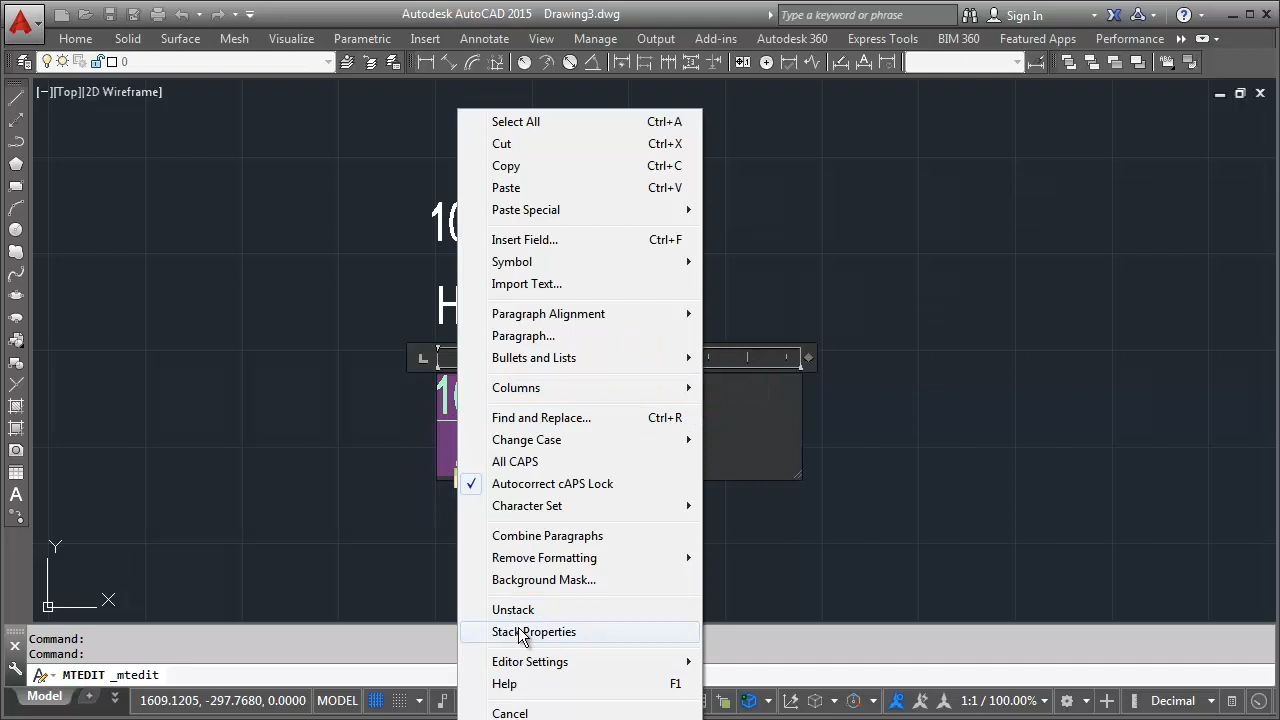 Autodesk AutoCAD 2015 Drawing3.dwg
Type a keyword or phrase
Sign In
Home Solid Surface Mesh Visualize Parametric Insert Annotate View Manage Output Add-ins Autodesk 360 Express Tools BIM 360 Featured Apps Performance
0
[−][Top][2D Wireframe]
Select All Ctrl+A
Cut Ctrl+X
Copy Ctrl+C
Paste Ctrl+V
Paste Special
10
Insert Field... Ctrl+F
Symbol
Import Text...
H
Paragraph Alignment
Paragraph...
Bullets and Lists
Columns
10
Find and Replace... Ctrl+R
Change Case
All CAPS
Autocorrect cAPS Lock
Character Set
Combine Paragraphs
Remove Formatting
Background Mask...
Unstack
Stack Properties
Editor Settings
Help F1
Cancel
Y
X
Command:
Command:
MTEDIT _mtedit
Model
1609.1205, -297.7680, 0.0000 MODEL
1:1 / 100.00%
Decimal